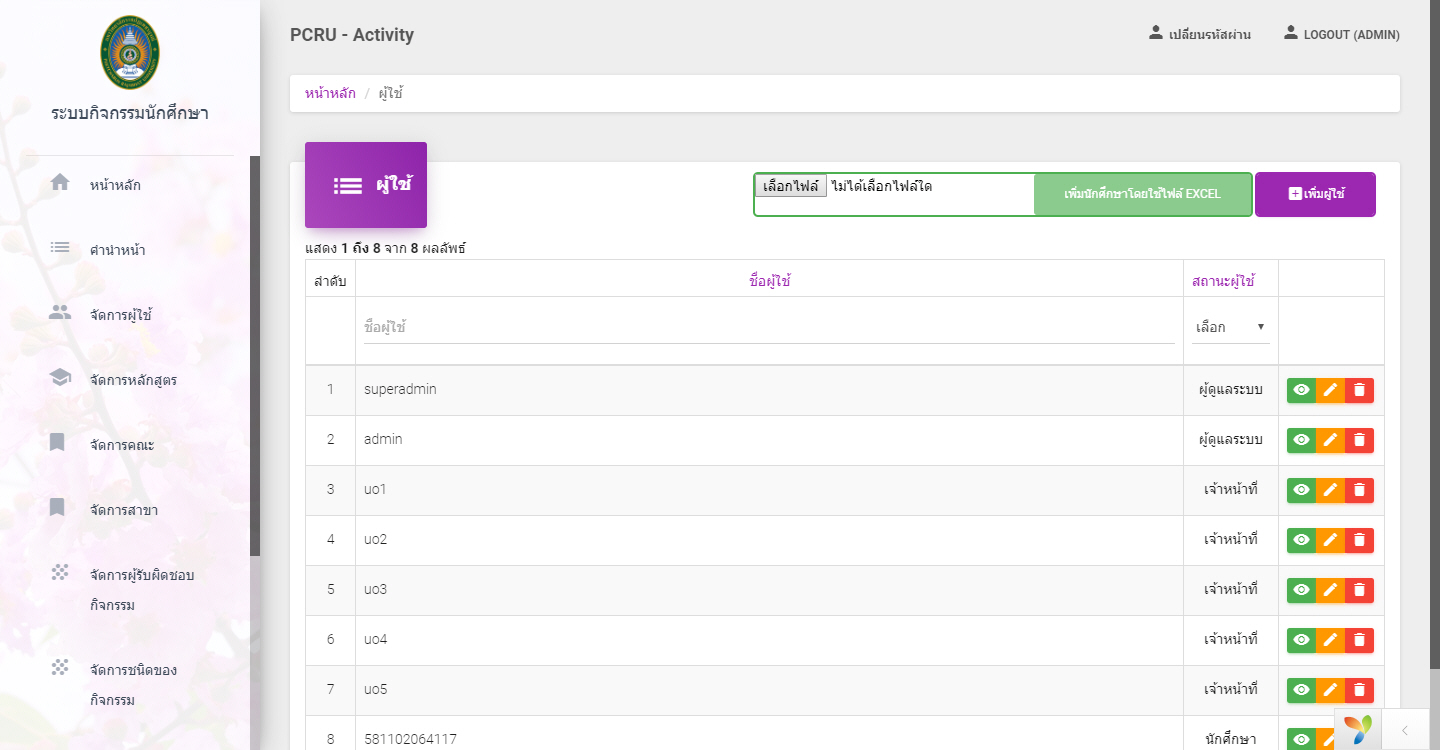 ระบบกิจกรรมนักศึกษา
หน้าหลัก
คำนำหน้า
จัดการผู้ใช้
จัดการหลักสูตร
จัดการคณะ
จัดการสาขา
จัดการผู้รับผิดชอบ
กิจกรรม
จัดการชนิดของ
กิจกรรม
PCRU - Activity
เปลี่ยนรหัสผ่าน
LOGOUT (ADMIN)
หน้าหลัก / ผู้ใช้
ผู้ใช้
เลือกไฟล์ ไม่ได้เลือกไฟล์ใด
เพิ่มนักศึกษาโดยใช้ไฟล์ EXCEL
เพิ่มผู้ใช้
แสดง 1 ถึง 8 จาก 8 ผลลัพธ์
ลำดับ ชื่อผู้ใช้ สถานะผู้ใช้
ชื่อผู้ใช้ เลือก
1 superadmin ผู้ดูแลระบบ
2 admin ผู้ดูแลระบบ
3 uo1 เจ้าหน้าที่
4 uo2 เจ้าหน้าที่
5 uo3 เจ้าหน้าที่
6 uo4 เจ้าหน้าที่
7 uo5 เจ้าหน้าที่
8 581102064117 นักศึกษา